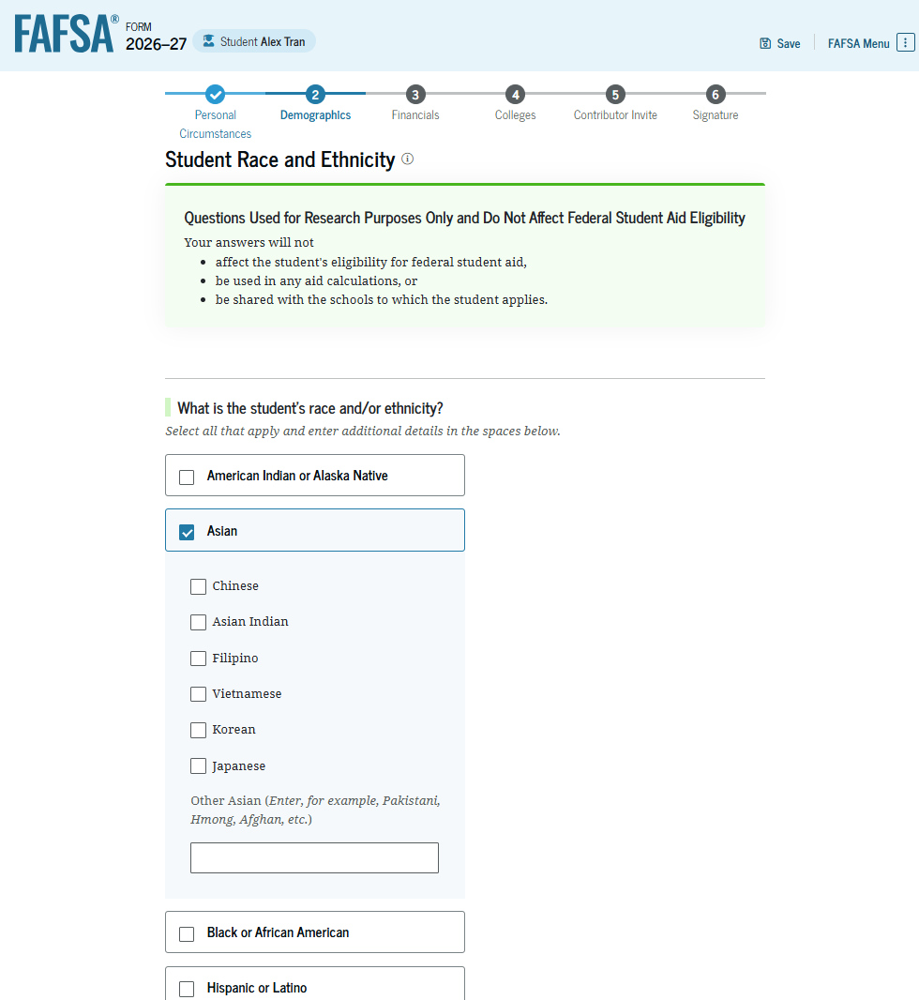 FAFSA® FORM
2026–27
Student Alex Tran
Save
FAFSA Menu
2
3
4
5
6
Personal Circumstances
Demographics
Financials
Colleges
Contributor Invite
Signature
Student Race and Ethnicity
Questions Used for Research Purposes Only and Do Not Affect Federal Student Aid Eligibility
Your answers will not
• affect the student's eligibility for federal student aid,
• be used in any aid calculations, or
• be shared with the schools to which the student applies.
What is the student's race and/or ethnicity?
Select all that apply and enter additional details in the spaces below.
American Indian or Alaska Native
Asian
Chinese
Asian Indian
Filipino
Vietnamese
Korean
Japanese
Other Asian (Enter, for example, Pakistani,
Hmong, Afghan, etc.)
Black or African American
Hispanic or Latino